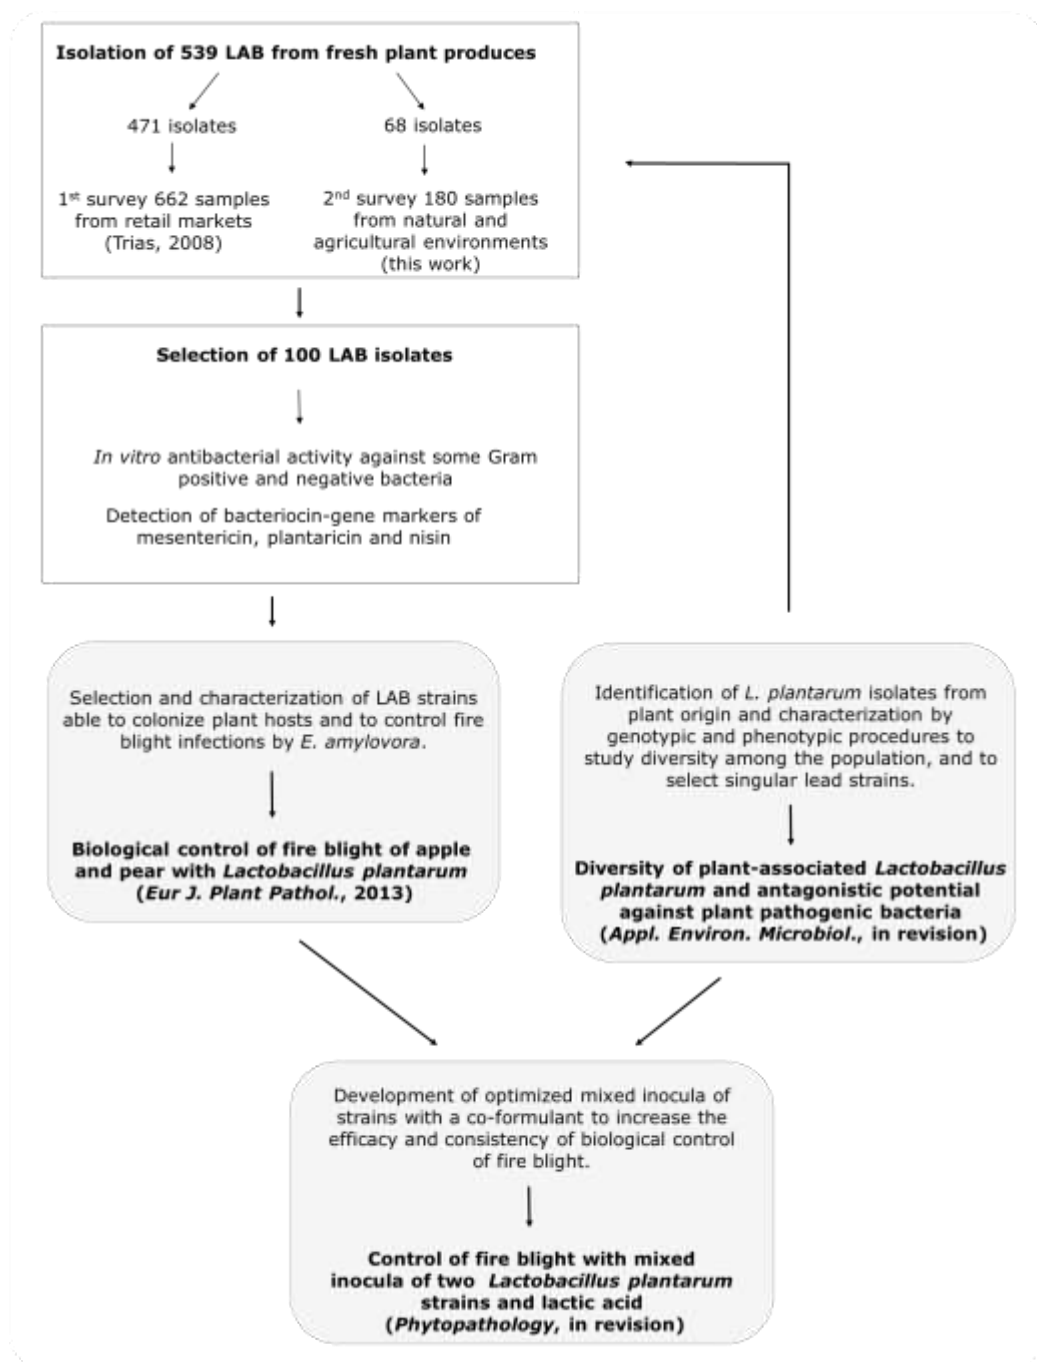 Isolation of 539 LAB from fresh plant produces
471 isolates
68 isolates
1st survey 662 samples
from retail markets
(Trias, 2008)
2nd survey 180 samples
from natural and
agricultural environments
(this work)
Selection of 100 LAB isolates
In vitro antibacterial activity against some Gram
positive and negative bacteria
Detection of bacteriocin-gene markers of
mesentericin, plantaricin and nisin
Selection and characterization of LAB strains
able to colonize plant hosts and to control fire
blight infections by E. amylovora.
Biological control of fire blight of apple
and pear with Lactobacillus plantarum
(Eur J. Plant Pathol., 2013)
Identification of L. plantarum isolates from
plant origin and characterization by
genotypic and phenotypic procedures to
study diversity among the population, and to
select singular lead strains.
Diversity of plant-associated Lactobacillus
plantarum and antagonistic potential
against plant pathogenic bacteria
(Appl. Environ. Microbiol., in revision)
Development of optimized mixed inocula of
strains with a co-formulant to increase the
efficacy and consistency of biological control
of fire blight.
Control of fire blight with mixed
inocula of two Lactobacillus plantarum
strains and lactic acid
(Phytopathology, in revision)